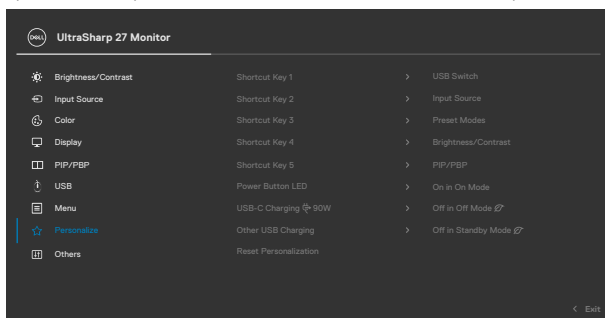 DELL UltraSharp 27 Monitor
Brightness/Contrast Shortcut Key 1 > USB Switch
Input Source Shortcut Key 2 > Input Source
Color Shortcut Key 3 > Preset Modes
Display Shortcut Key 4 > Brightness/Contrast
PIP/PBP Shortcut Key 5 > PIP/PBP
USB Power Button LED > On in On Mode
Menu USB-C Charging 90W > Off in Off Mode
Personalize Other USB Charging > Off in Standby Mode
Others Reset Personalization
< Exit